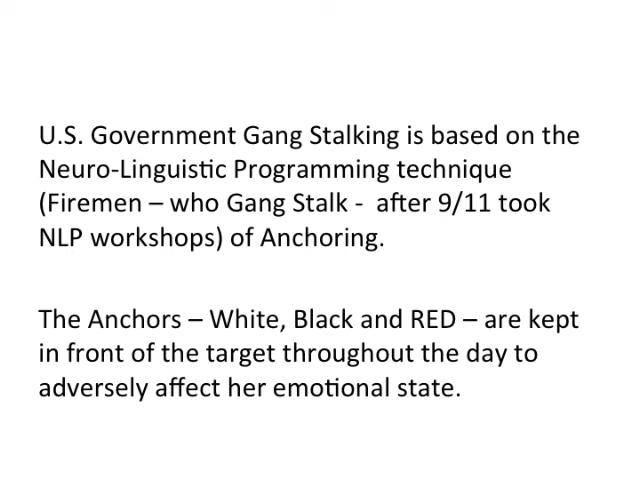 U.S. Government Gang Stalking is based on the
Neuro-Linguistic Programming technique
(Firemen – who Gang Stalk -  after 9/11 took
NLP workshops) of Anchoring.
The Anchors – White, Black and RED – are kept
in front of the target throughout the day to
adversely affect her emotional state.